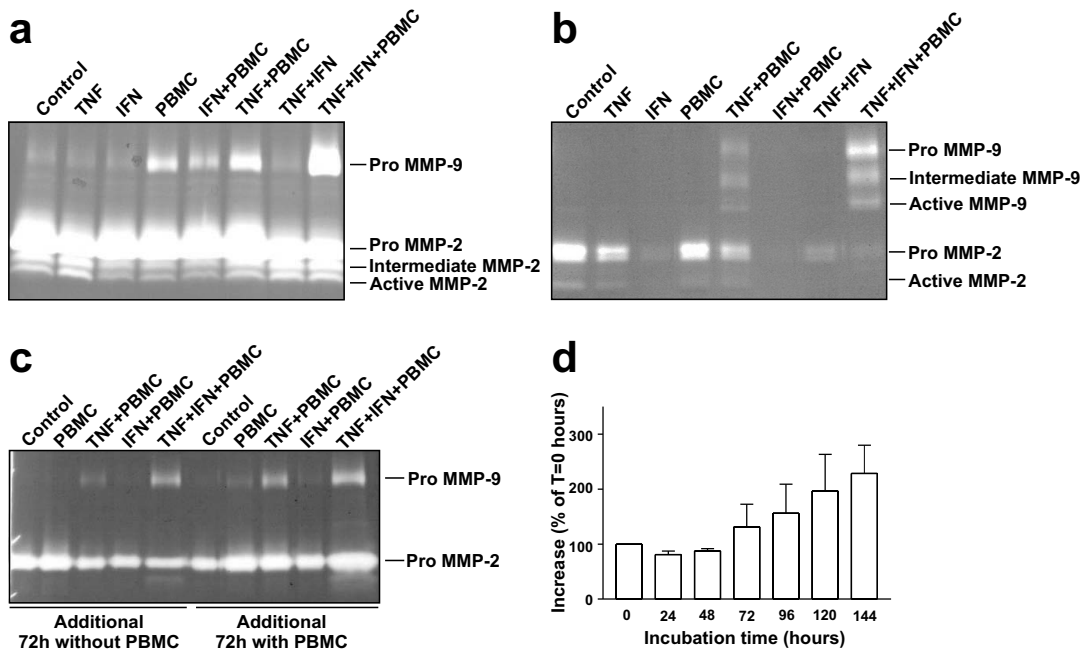 a
Control
TNF
IFN
PBMC
IFN+PBMC
TNF+PBMC
TNF+IFN
TNF+IFN+PBMC
Pro MMP-9
Pro MMP-2
Intermediate MMP-2
Active MMP-2
b
Control
TNF
IFN
PBMC
TNF+PBMC
IFN+PBMC
TNF+IFN
TNF+IFN+PBMC
Pro MMP-9
Intermediate MMP-9
Active MMP-9
Pro MMP-2
Active MMP-2
c
Control
PBMC
TNF+PBMC
IFN+PBMC
TNF+IFN+PBMC
Control
PBMC
TNF+PBMC
IFN+PBMC
TNF+IFN+PBMC
Pro MMP-9
Pro MMP-2
Additional
72h without PBMC
Additional
72h with PBMC
d
Increase (% of T=0 hours)
300
200
100
0
0 24 48 72 96 120 144
Incubation time (hours)